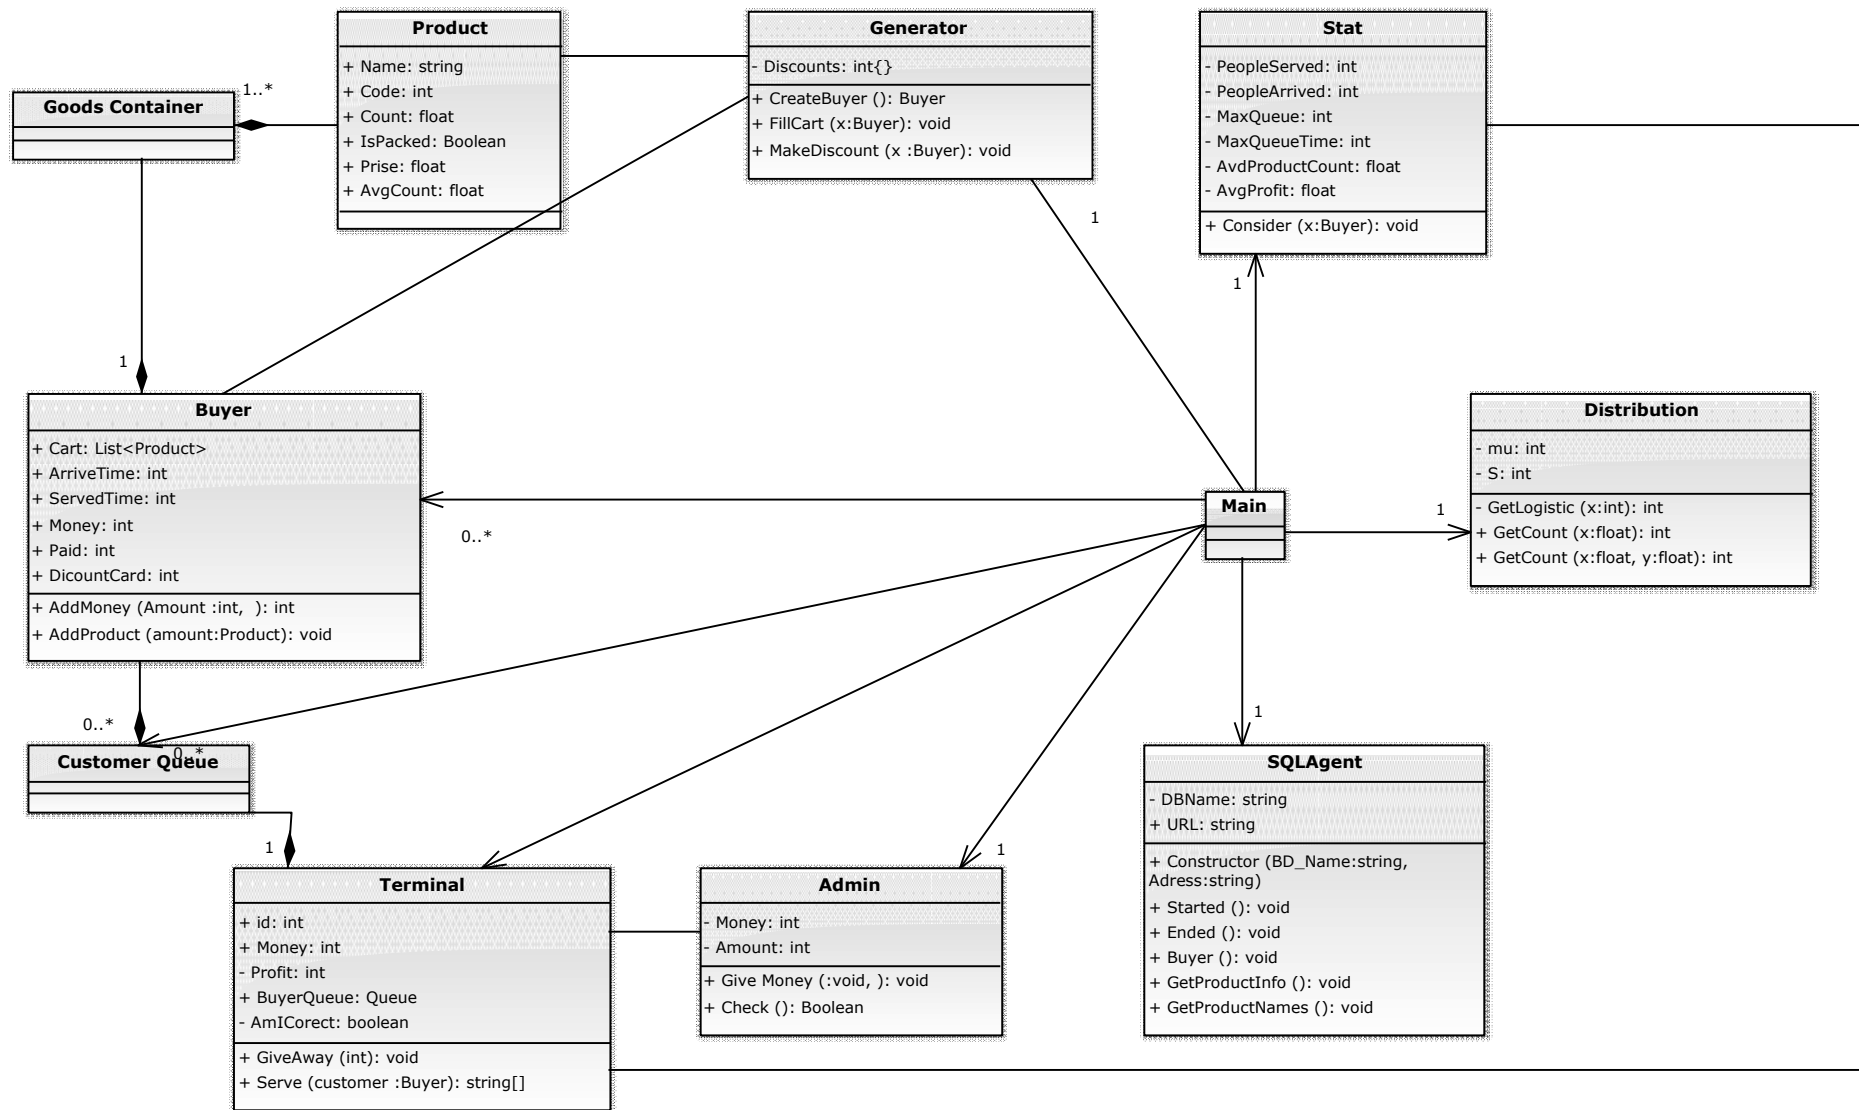 Product
+ Name: string
+ Code: int
+ Count: float
+ IsPacked: Boolean
+ Prise: float
+ AvgCount: float
Generator
- Discounts: int{}
+ CreateBuyer (): Buyer
+ FillCart (x:Buyer): void
+ MakeDiscount (x :Buyer): void
Stat
- PeopleServed: int
- PeopleArrived: int
- MaxQueue: int
- MaxQueueTime: int
- AvdProductCount: float
- AvgProfit: float
+ Consider (x:Buyer): void
Goods Container
1..*
1
1
1
Buyer
+ Cart: List<Product>
+ ArriveTime: int
+ ServedTime: int
+ Money: int
+ Paid: int
+ DicountCard: int
+ AddMoney (Amount :int,  ): int
+ AddProduct (amount:Product): void
0..*
Main
1
Distribution
- mu: int
- S: int
- GetLogistic (x:int): int
+ GetCount (x:float): int
+ GetCount (x:float, y:float): int
0..*
0..*
Customer Queue
1
1
1
Terminal
+ id: int
+ Money: int
- Profit: int
+ BuyerQueue: Queue
- AmICorect: boolean
+ GiveAway (int): void
+ Serve (customer :Buyer): string[]
Admin
- Money: int
- Amount: int
+ Give Money (:void, ): void
+ Check (): Boolean
SQLAgent
- DBName: string
+ URL: string
+ Constructor (BD_Name:string,
Adress:string)
+ Started (): void
+ Ended (): void
+ Buyer (): void
+ GetProductInfo (): void
+ GetProductNames (): void